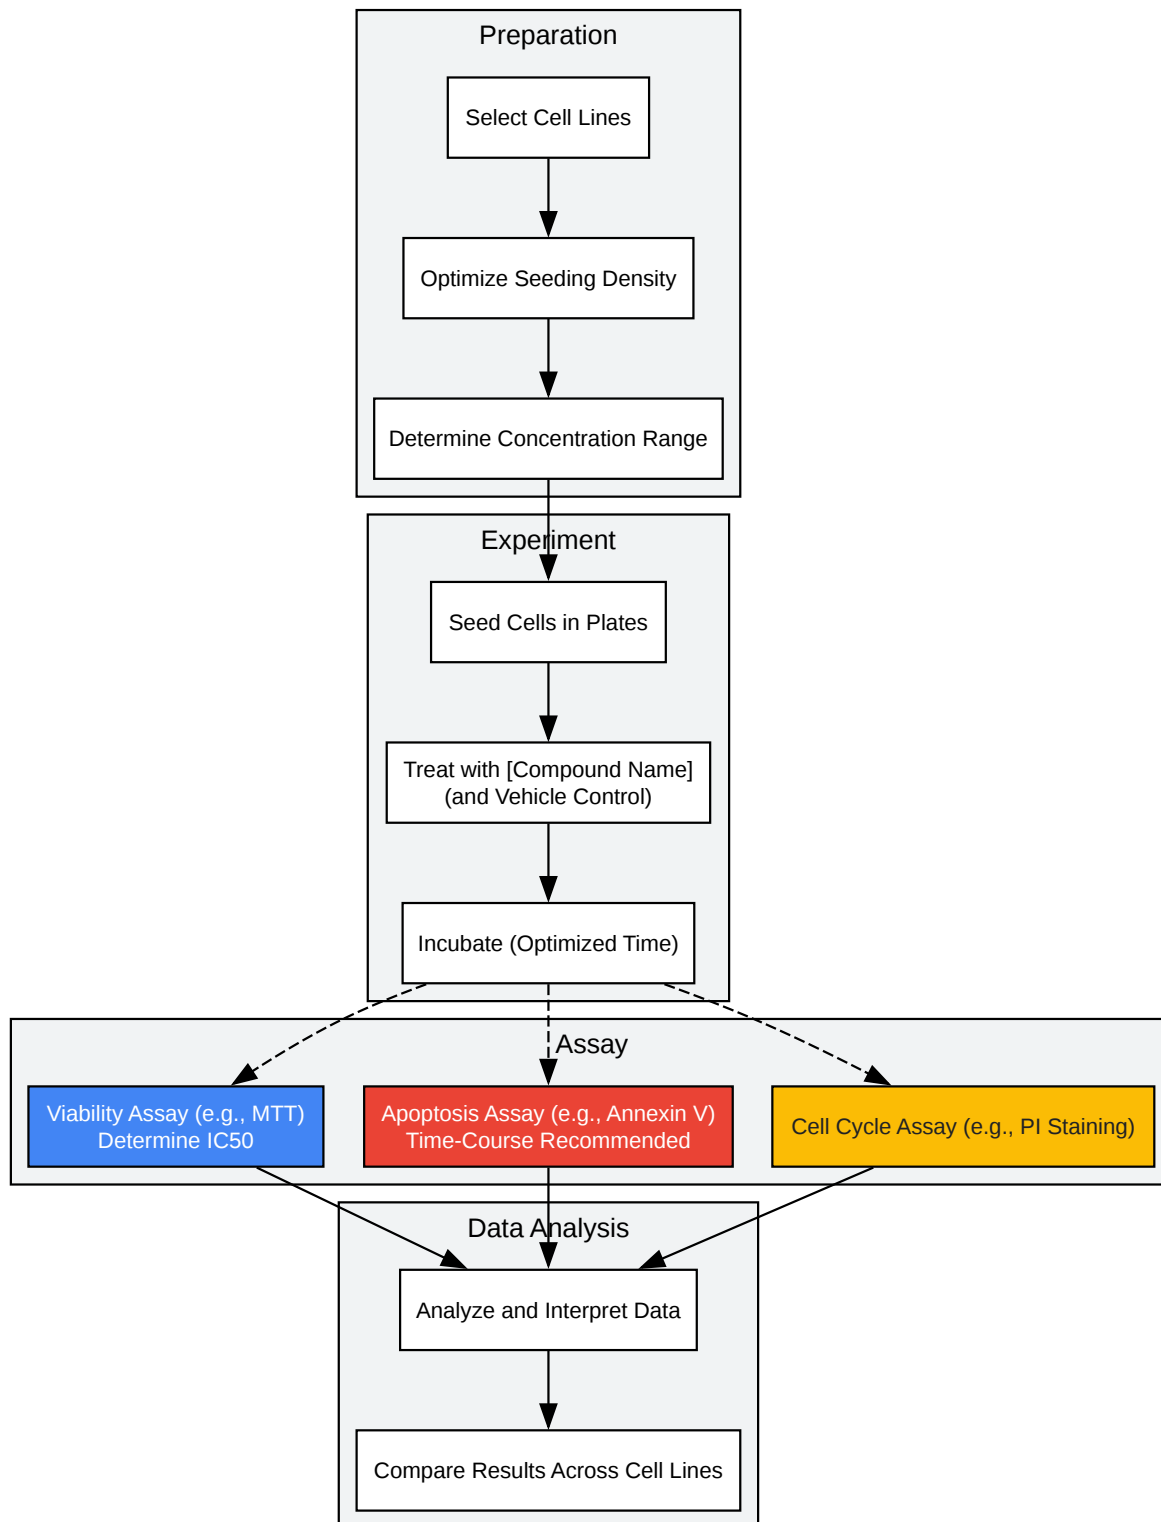 Preparation
Select Cell Lines
Optimize Seeding Density
Determine Concentration Range
Experiment
Seed Cells in Plates
Treat with [Compound Name]
(and Vehicle Control)
Incubate (Optimized Time)
Assay
Viability Assay (e.g., MTT)
Determine IC50
Apoptosis Assay (e.g., Annexin V)
Time-Course Recommended
Cell Cycle Assay (e.g., PI Staining)
Data Analysis
Analyze and Interpret Data
Compare Results Across Cell Lines